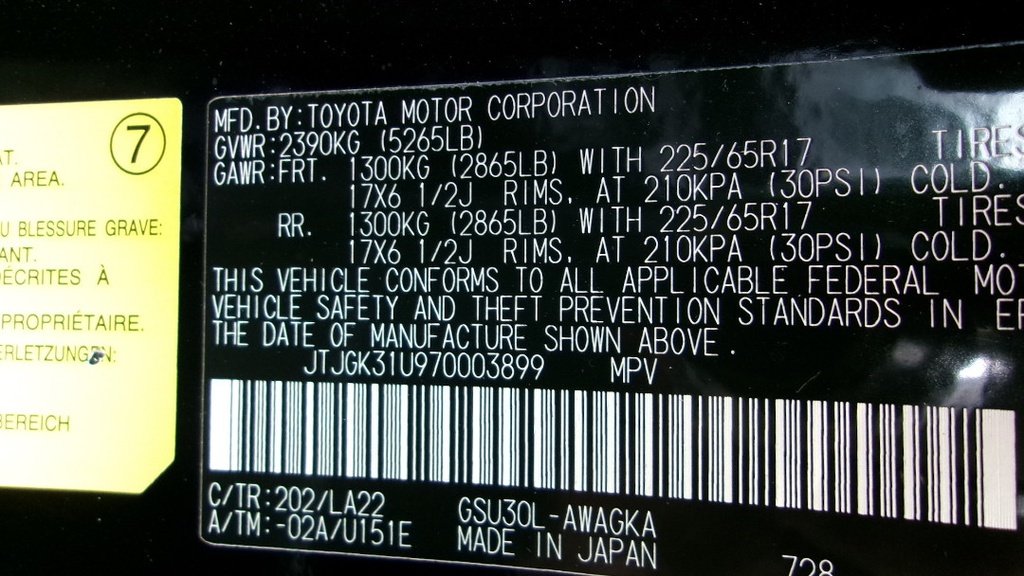 7
AT.
AREA.
U BLESSURE GRAVE:
ANT.
DÉCRITES À
PROPRIÉTAIRE.
ERLETZUNGEN:
BEREICH
MFD. BY: TOYOTA MOTOR CORPORATION
GVWR: 2390KG (5265LB)
GAWR: FRT. 1300KG (2865LB) WITH 225/65R17 TIRES
17X6 1/2J RIMS, AT 210KPA (30PSI) COLD.
RR. 1300KG (2865LB) WITH 225/65R17 TIRES
17X6 1/2J RIMS, AT 210KPA (30PSI) COLD.
THIS VEHICLE CONFORMS TO ALL APPLICABLE FEDERAL MOT
VEHICLE SAFETY AND THEFT PREVENTION STANDARDS IN EF
THE DATE OF MANUFACTURE SHOWN ABOVE.
JTJGK31U970003899 MPV
C/TR: 202/LA22 GSU30L-AWAGKA
A/TM: -02A/U151E MADE IN JAPAN
728